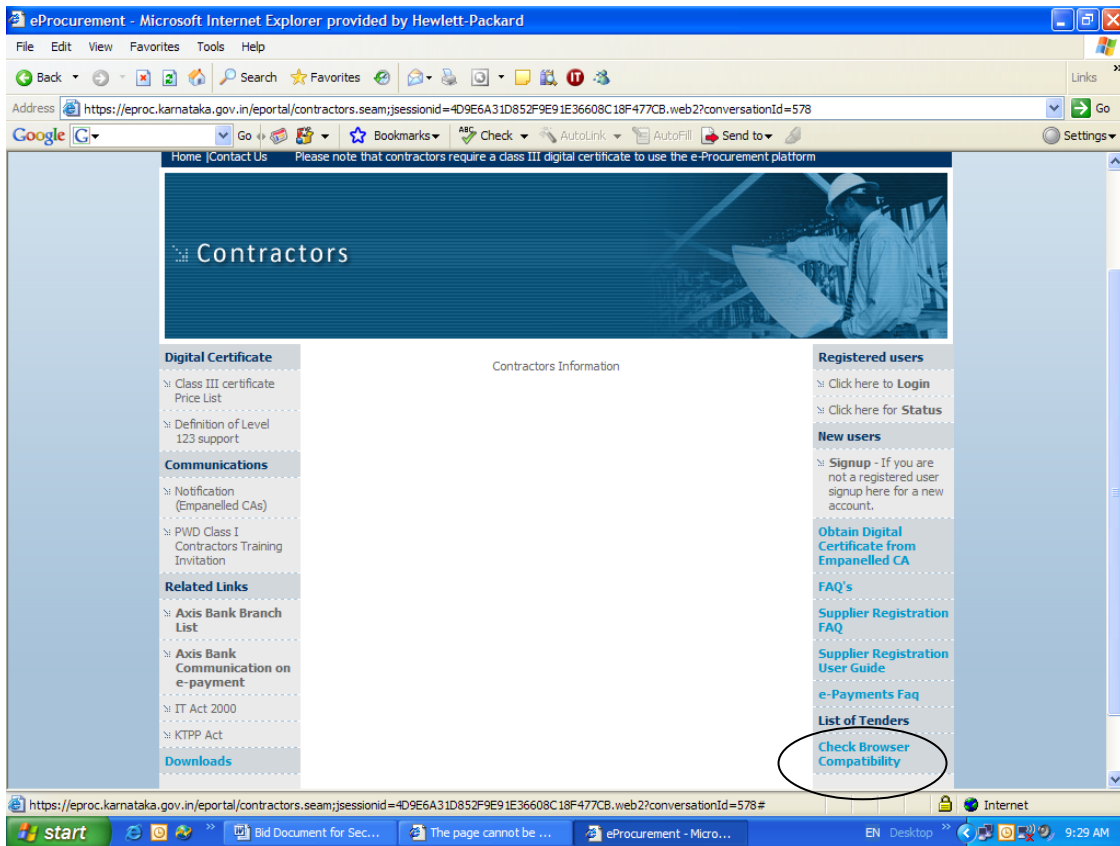 eProcurement - Microsoft Internet Explorer provided by Hewlett-Packard
File Edit View Favorites Tools Help
Back Search Favorites Links »
Address https://eproc.karnataka.gov.in/eportal/contractors.seam;jsessionid=4D9E6A31D852F9E91E36608C18F477CB.web2?conversationId=578 Go
Google G Go Bookmarks ABC Check AutoLink AutoFill Send to Settings
Home |Contact Us Please note that contractors require a class III digital certificate to use the e-Procurement platform
Contractors
Digital Certificate
Class III certificate
Price List
Definition of Level
123 support
Communications
Notification
(Empanelled CAs)
PWD Class I
Contractors Training
Invitation
Related Links
Axis Bank Branch
List
Axis Bank
Communication on
e-payment
IT Act 2000
KTPP Act
Downloads
Contractors Information
Registered users
Click here to Login
Click here for Status
New users
Signup - If you are
not a registered user
signup here for a new
account.
Obtain Digital
Certificate from
Empanelled CA
FAQ's
Supplier Registration
FAQ
Supplier Registration
User Guide
e-Payments Faq
List of Tenders
Check Browser
Compatibility
https://eproc.karnataka.gov.in/eportal/contractors.seam;jsessionid=4D9E6A31D852F9E91E36608C18F477CB.web2?conversationId=578# Internet
start » Bid Document for Sec... The page cannot be ... eProcurement - Micro... EN Desktop » 9:29 AM